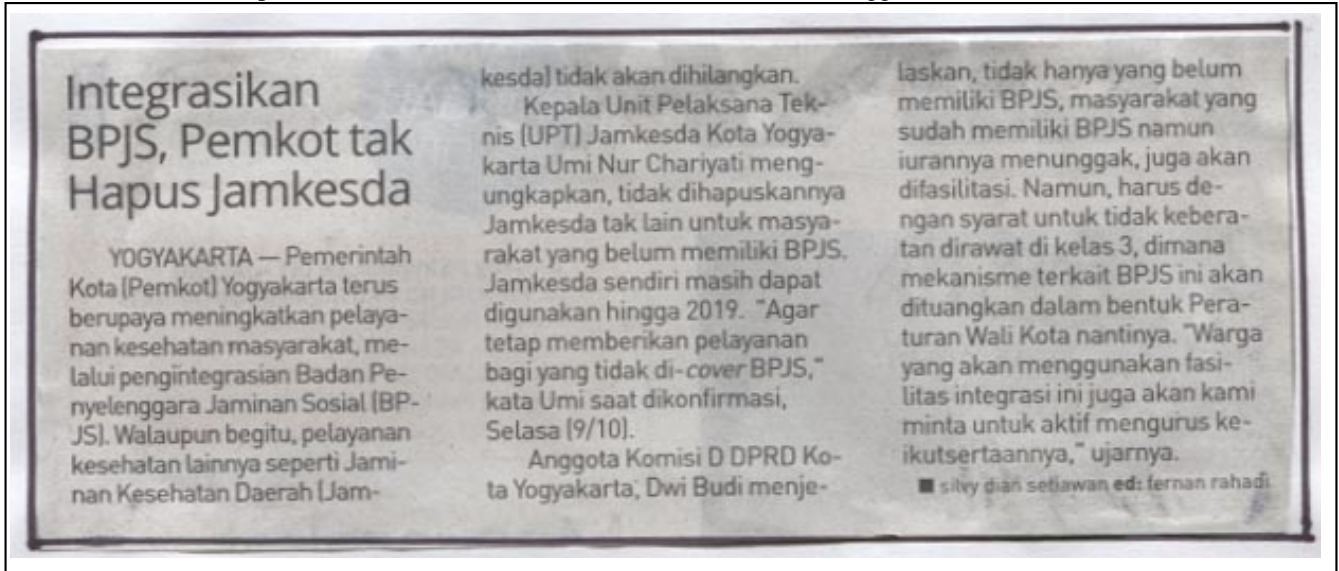 Integrasikan
BPJS, Pemkot tak
Hapus Jamkesda
YOGYAKARTA — Pemerintah
Kota (Pemkot) Yogyakarta terus
berupaya meningkatkan pelaya-
nan kesehatan masyarakat, me-
lalui pengintegrasian Badan Pe-
nyelenggara Jaminan Sosial (BP-
JS). Walaupun begitu, pelayanan
kesehatan lainnya seperti Jami-
nan Kesehatan Daerah (Jam-
kesda) tidak akan dihilangkan.
Kepala Unit Pelaksana Tek-
nis (UPT) Jamkesda Kota Yogya-
karta Umi Nur Chariyati meng-
ungkapkan, tidak dihapuskannya
Jamkesda tak lain untuk masya-
rakat yang belum memiliki BPJS.
Jamkesda sendiri masih dapat
digunakan hingga 2019. "Agar
tetap memberikan pelayanan
bagi yang tidak di-cover BPJS,"
kata Umi saat dikonfirmasi,
Selasa (9/10).
Anggota Komisi D DPRD Ko-
ta Yogyakarta, Dwi Budi menje-
laskan, tidak hanya yang belum
memiliki BPJS, masyarakat yang
sudah memiliki BPJS namun
iurannya menunggak, juga akan
difasilitasi. Namun, harus de-
ngan syarat untuk tidak kebera-
tan dirawat di kelas 3, dimana
mekanisme terkait BPJS ini akan
dituangkan dalam bentuk Pera-
turan Wali Kota nantinya. "Warga
yang akan menggunakan fasi-
litas integrasi ini juga akan kami
minta untuk aktif mengurus ke-
ikutsertaannya," ujarnya.
■ silvy dian setiawan ed: fernan rahadi